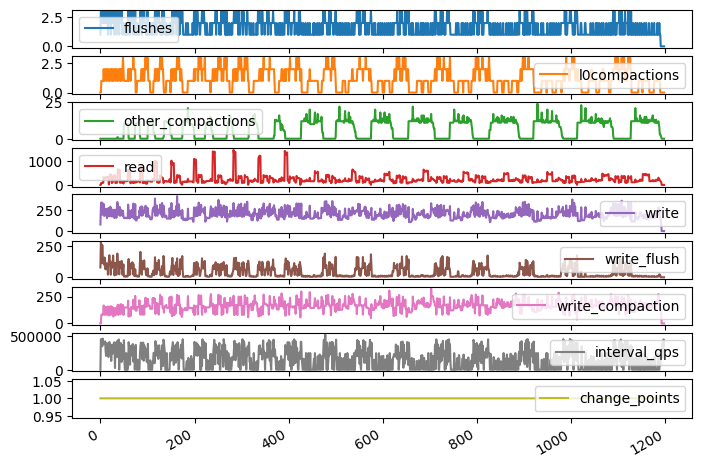 2.5
0.0
flushes
2.5
0.0
l0compactions
25
0
other_compactions
1000
0
read
250
0
write
250
0
write_flush
250
0
write_compaction
500000
0
interval_qps
1.05
1.00
0.95
change_points
0 200 400 600 800 1000 1200